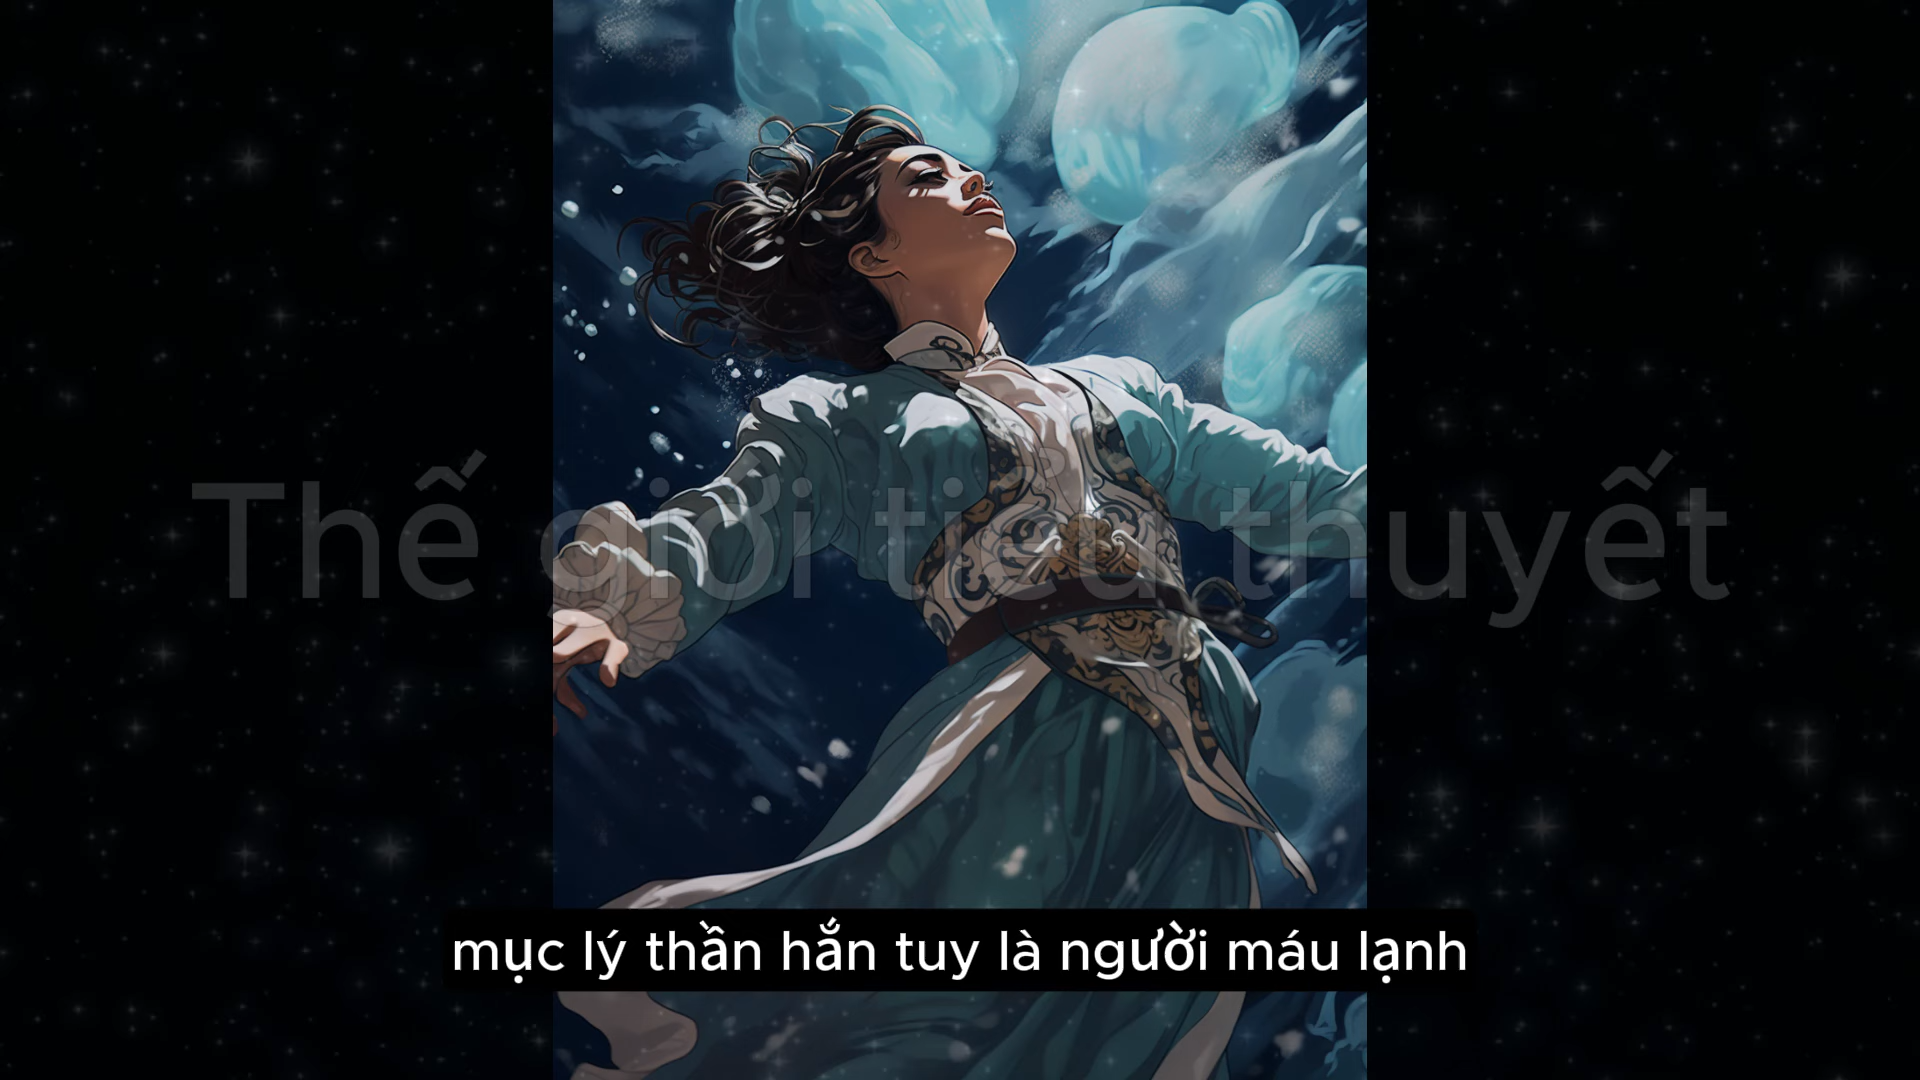 Thế giới tiểu thuyết
mục lý thần hắn tuy là người máu lạnh